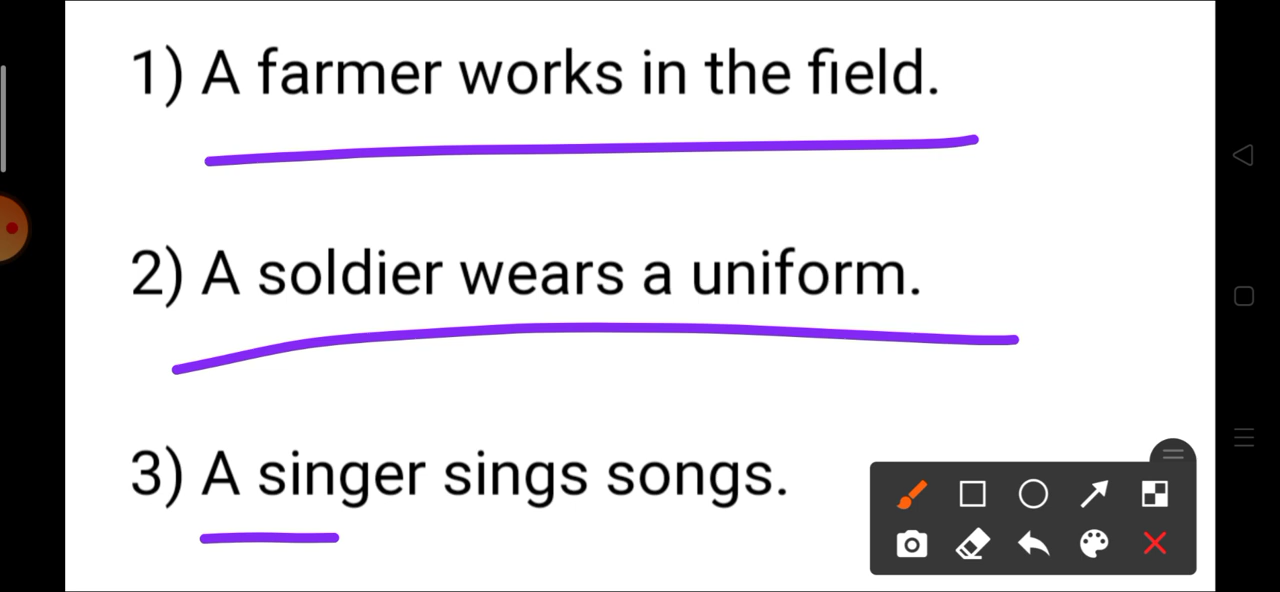 1) A farmer works in the field.
2) A soldier wears a uniform.
3) A singer sings songs.